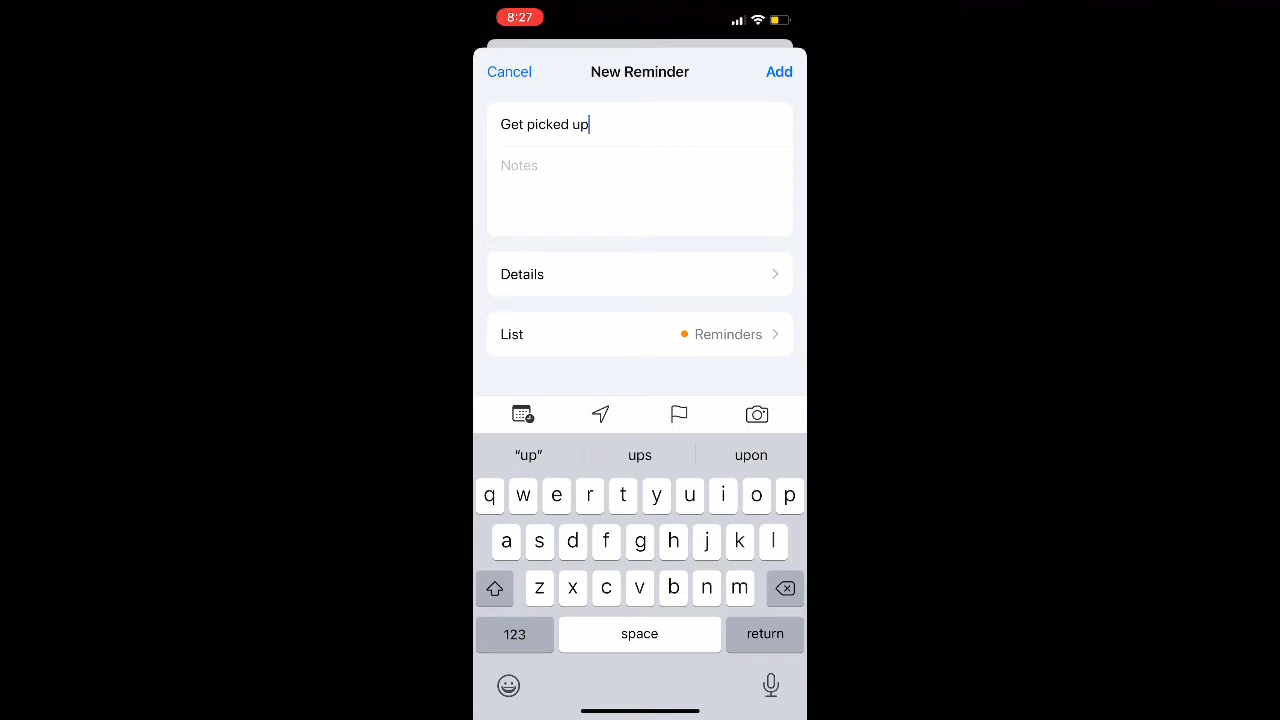 8:27
Cancel New Reminder Add
Get picked up
Notes
Details
List Reminders
“up” ups upon
q w e r t y u i o p
a s d f g h j k l
z x c v b n m
123 space return